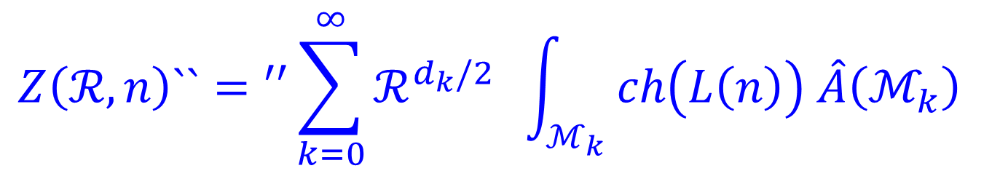 Z(ℛ, n)`` = ′′ ∑_{k=0}^{∞} ℛ^{d_k/2} ∫_{ℳ_k} ch(L(n)) Â(ℳ_k)